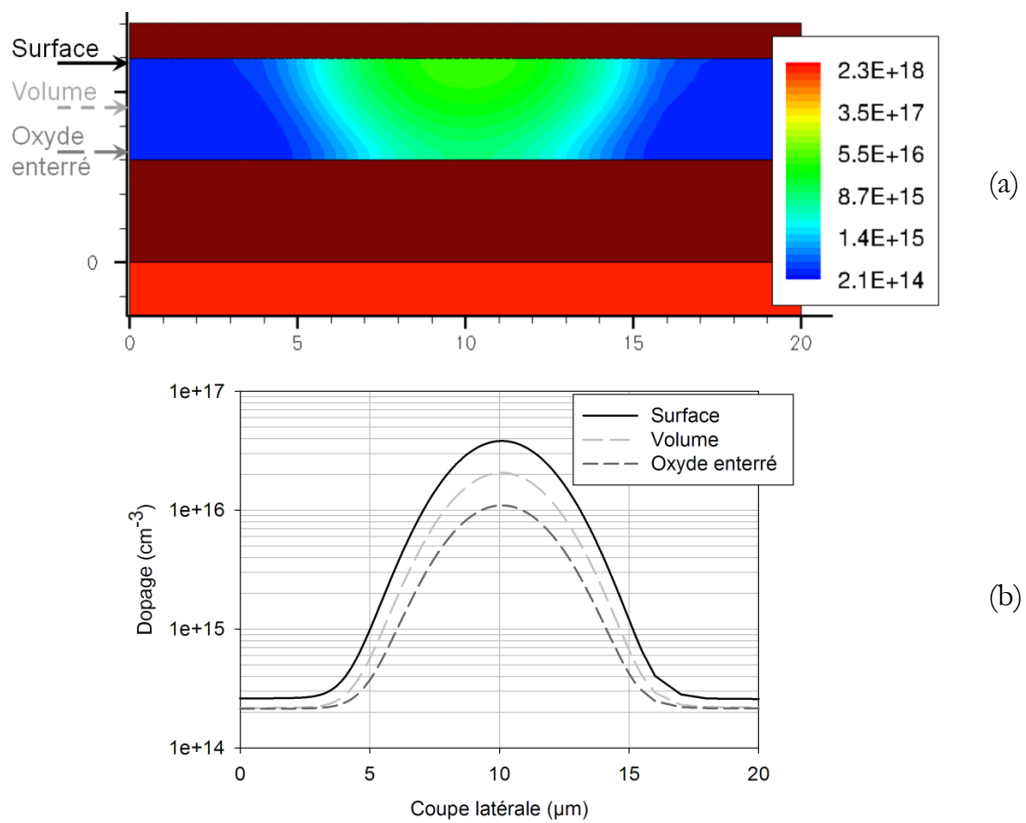 Surface
Volume
Oxyde
enterré
2.3E+18
3.5E+17
5.5E+16
8.7E+15
1.4E+15
2.1E+14
(a)
0
0 5 10 15 20
1e+17
1e+16
1e+15
1e+14
Dopage (cm-3)
Surface
Volume
Oxyde enterré
(b)
0 5 10 15 20
Coupe latérale (µm)